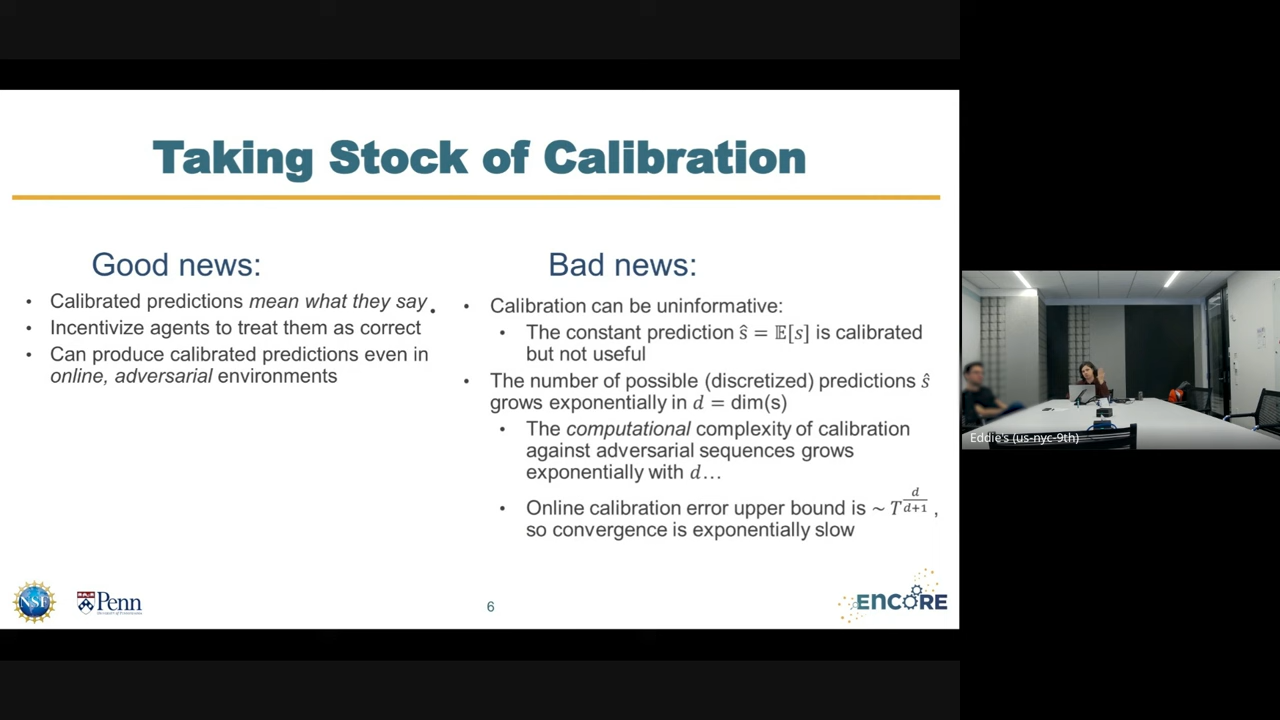 Taking Stock of Calibration
Good news:
• Calibrated predictions mean what they say.
• Incentivize agents to treat them as correct
• Can produce calibrated predictions even in
online, adversarial environments
Bad news:
• Calibration can be uninformative:
• The constant prediction ŝ = 𝔼[s] is calibrated
but not useful
• The number of possible (discretized) predictions ŝ
grows exponentially in d = dim(s)
• The computational complexity of calibration
against adversarial sequences grows
exponentially with d…
• Online calibration error upper bound is ~ T^(d/(d+1)) ,
so convergence is exponentially slow
NSF
Penn
6
ENCORE
Eddie's (us-nyc-9th)